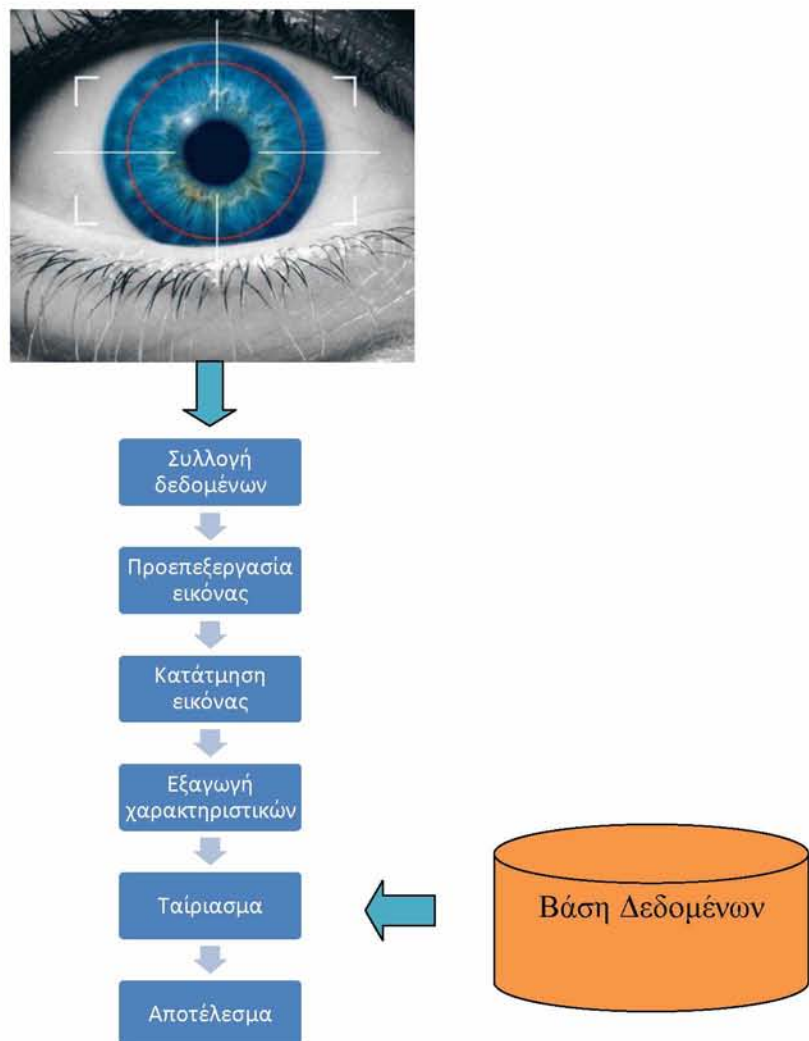 Συλλογή
δεδομένων
Προεπεξεργασία
εικόνας
Κατάτμηση
εικόνας
Εξαγωγή
χαρακτηριστικών
Ταίριασμα
Βάση Δεδομένων
Αποτέλεσμα